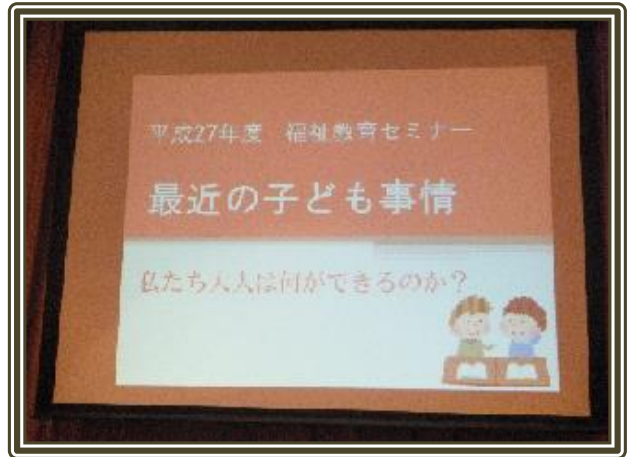 平成27年度 福祉教育セミナー
最近の子ども事情
私たち大人は何ができるのか?